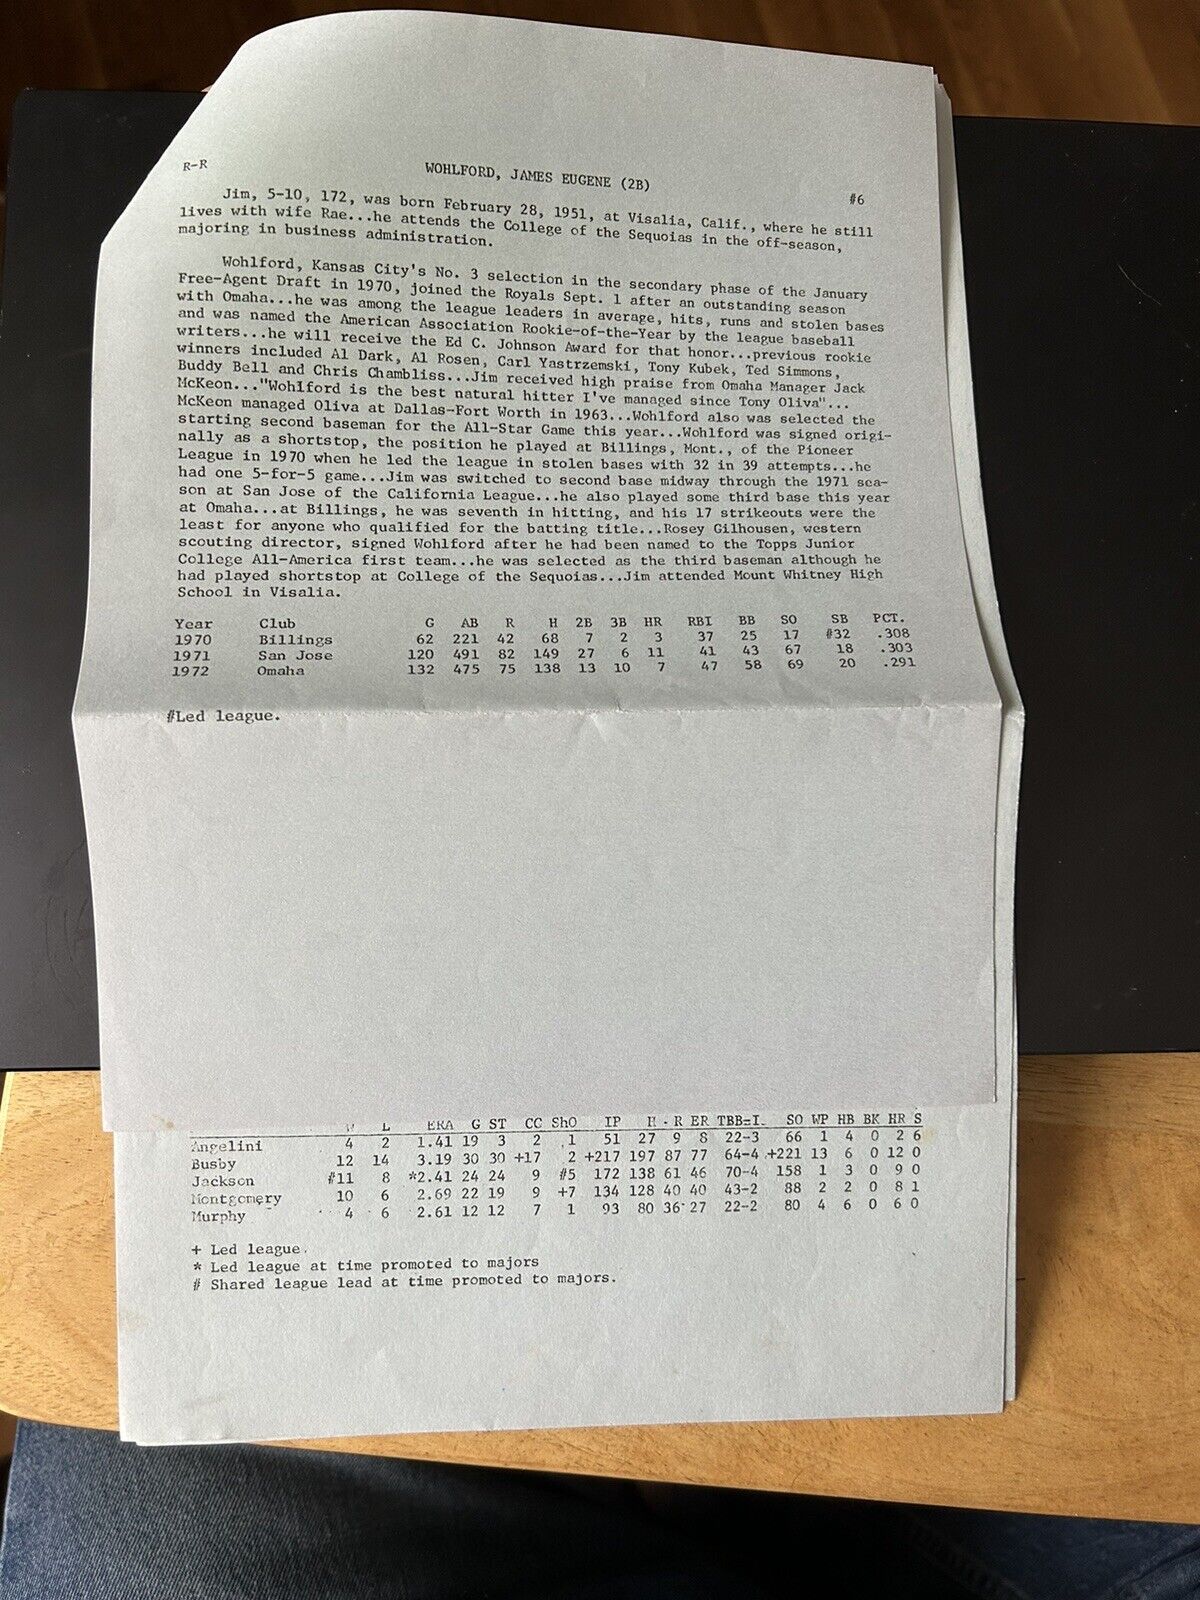 R-R
WOHLFORD, JAMES EUGENE (2B)
#6
Jim, 5-10, 172, was born February 28, 1951, at Visalia, Calif., where he still
lives with wife Rae...he attends the College of the Sequoias in the off-season,
majoring in business administration.
Wohlford, Kansas City's No. 3 selection in the secondary phase of the January
Free-Agent Draft in 1970, joined the Royals Sept. 1 after an outstanding season
with Omaha...he was among the league leaders in average, hits, runs and stolen bases
and was named the American Association Rookie-of-the-Year by the league baseball
writers...he will receive the Ed C. Johnson Award for that honor...previous rookie
winners included Al Dark, Al Rosen, Carl Yastrzemski, Tony Kubek, Ted Simmons,
Buddy Bell and Chris Chambliss...Jim received high praise from Omaha Manager Jack
McKeon..."Wohlford is the best natural hitter I've managed since Tony Oliva"...
McKeon managed Oliva at Dallas-Fort Worth in 1963...Wohlford also was selected the
starting second baseman for the All-Star Game this year...Wohlford was signed origi-
nally as a shortstop, the position he played at Billings, Mont., of the Pioneer
League in 1970 when he led the league in stolen bases with 32 in 39 attempts...he
had one 5-for-5 game...Jim was switched to second base midway through the 1971 sea-
son at San Jose of the California League...he also played some third base this year
at Omaha...at Billings, he was seventh in hitting, and his 17 strikeouts were the
least for anyone who qualified for the batting title...Rosey Gilhousen, western
scouting director, signed Wohlford after he had been named to the Topps Junior
College All-America first team...he was selected as the third baseman although he
had played shortstop at College of the Sequoias...Jim attended Mount Whitney High
School in Visalia.
Year Club G AB R H 2B 3B HR RBI BB SO SB PCT.
1970 Billings 62 221 42 68 7 2 3 37 25 17 #32 .308
1971 San Jose 120 491 82 149 27 6 11 41 43 67 18 .303
1972 Omaha 132 475 75 138 13 10 7 47 58 69 20 .291
#Led league.
ERA G ST CC ShO IP H R ER TBB=I. SO WP HB BK HR S
Angelini 4 2 1.41 19 3 2 1 51 27 9 8 22-3 66 1 4 0 2 6
Busby 12 14 3.19 30 30 +17 2 +217 197 87 77 64-4 +221 13 6 0 12 0
Jackson #11 8 *2.41 24 24 9 #5 172 138 61 46 70-4 158 1 3 0 9 0
Montgomery 10 6 2.69 22 19 9 +7 134 128 40 40 43-2 88 2 2 0 8 1
Murphy 4 6 2.61 12 12 7 1 93 80 36 27 22-2 80 4 6 0 6 0
+ Led league.
* Led league at time promoted to majors
# Shared league lead at time promoted to majors.